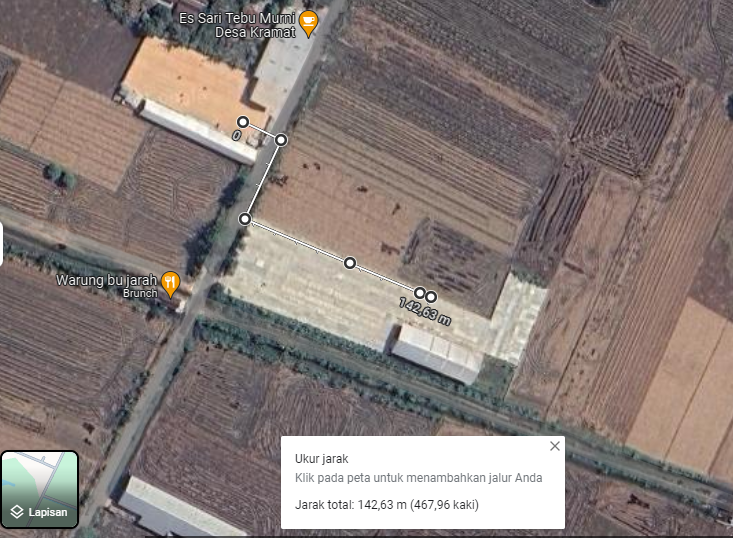 Es Sari Tebu Murni
Desa Kramat
0
Warung bu jarah
Brunch
142,63 m
Ukur jarak
Klik pada peta untuk menambahkan jalur Anda
Jarak total: 142,63 m (467,96 kaki)
Lapisan